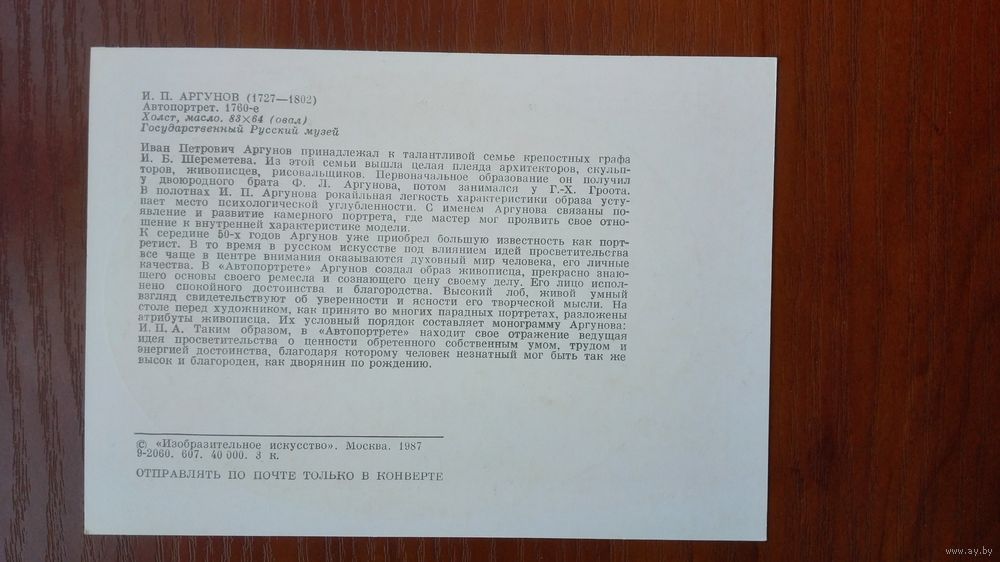 И. П. АРГУНОВ (1727—1802)
Автопортрет. 1760-е
Холст, масло. 83×64 (овал)
Государственный Русский музей
Иван Петрович Аргунов принадлежал к талантливой семье крепостных графа
И. Б. Шереметева. Из этой семьи вышла целая плеяда архитекторов, скульп-
торов, живописцев, рисовальщиков. Первоначальное образование он получил
у двоюродного брата Ф. Л. Аргунова, потом занимался у Г.-Х. Гроота.
В полотнах И. П. Аргунова рокайльная легкость характеристики образа усту-
пает место психологической углубленности. С именем Аргунова связаны по-
явление и развитие камерного портрета, где мастер мог проявить свое отно-
шение к внутренней характеристике модели.
К середине 50-х годов Аргунов уже приобрел большую известность как порт-
ретист. В то время в русском искусстве под влиянием идей просветительства
все чаще в центре внимания оказываются духовный мир человека, его личные
качества. В «Автопортрете» Аргунов создал образ живописца, прекрасно знаю-
щего основы своего ремесла и сознающего цену своему делу. Его лицо испол-
нено спокойного достоинства и благородства. Высокий лоб, живой умный
взгляд свидетельствуют об уверенности и ясности его творческой мысли. На
столе перед художником, как принято во многих парадных портретах, разложены
атрибуты живописца. Их условный порядок составляет монограмму Аргунова:
И. П. А. Таким образом, в «Автопортрете» находит свое отражение ведущая
идея просветительства о ценности обретенного собственным умом, трудом и
энергией достоинства, благодаря которому человек незнатный мог быть так же
высок и благороден, как дворянин по рождению.
© «Изобразительное искусство». Москва. 1987
9-2060. 607. 40 000. 3 к.
ОТПРАВЛЯТЬ ПО ПОЧТЕ ТОЛЬКО В КОНВЕРТЕ
www.ay.by